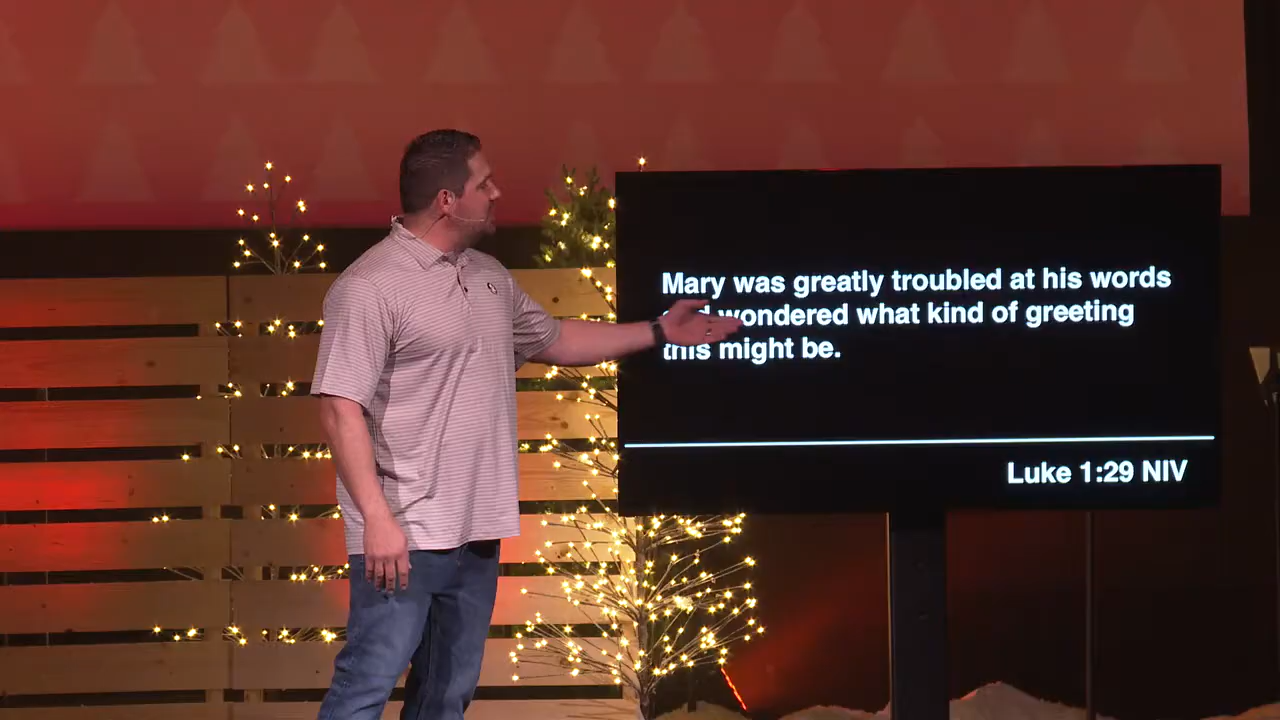 Mary was greatly troubled at his words
and wondered what kind of greeting
this might be.
Luke 1:29 NIV